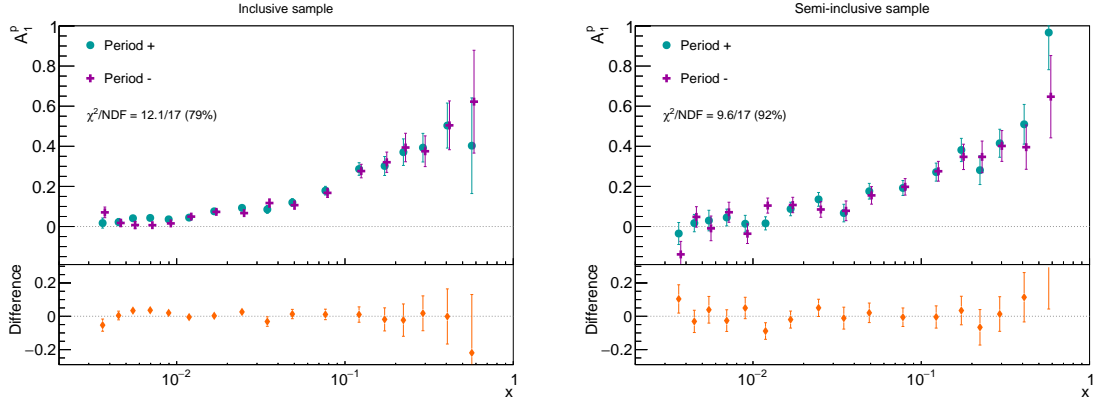 Inclusive sample
A₁ᵖ
1
0.8
0.6
0.4
0.2
0
Period +
Period -
χ²/NDF = 12.1/17 (79%)
Difference
0.2
0
−0.2
10⁻²
10⁻¹
1
x
Semi-inclusive sample
A₁ᵖ
1
0.8
0.6
0.4
0.2
0
Period +
Period -
χ²/NDF = 9.6/17 (92%)
Difference
0.2
0
−0.2
10⁻²
10⁻¹
1
x